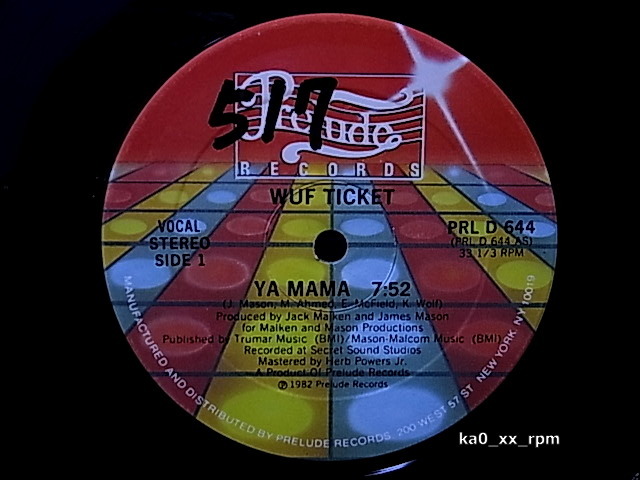 517
Prelude
RECORDS
WUF TICKET
VOCAL
STEREO
SIDE 1
PRL D 644
(PRL D 644 AS)
33 1/3 RPM
YA MAMA 7:52
(J. Mason, M. Ahmed, E. McField, K. Wolf)
Produced by Jack Malken and James Mason
for Malken and Mason Productions
Published by Trumar Music (BMI)/Mason-Malcom Music (BMI)
Recorded at Secret Sound Studios
Mastered by Herb Powers Jr.
A Product Of Prelude Records
℗ 1982 Prelude Records
MANUFACTURED AND DISTRIBUTED BY PRELUDE RECORDS 200 WEST 57 ST NEW YORK, NY 10019
ka0_xx_rpm